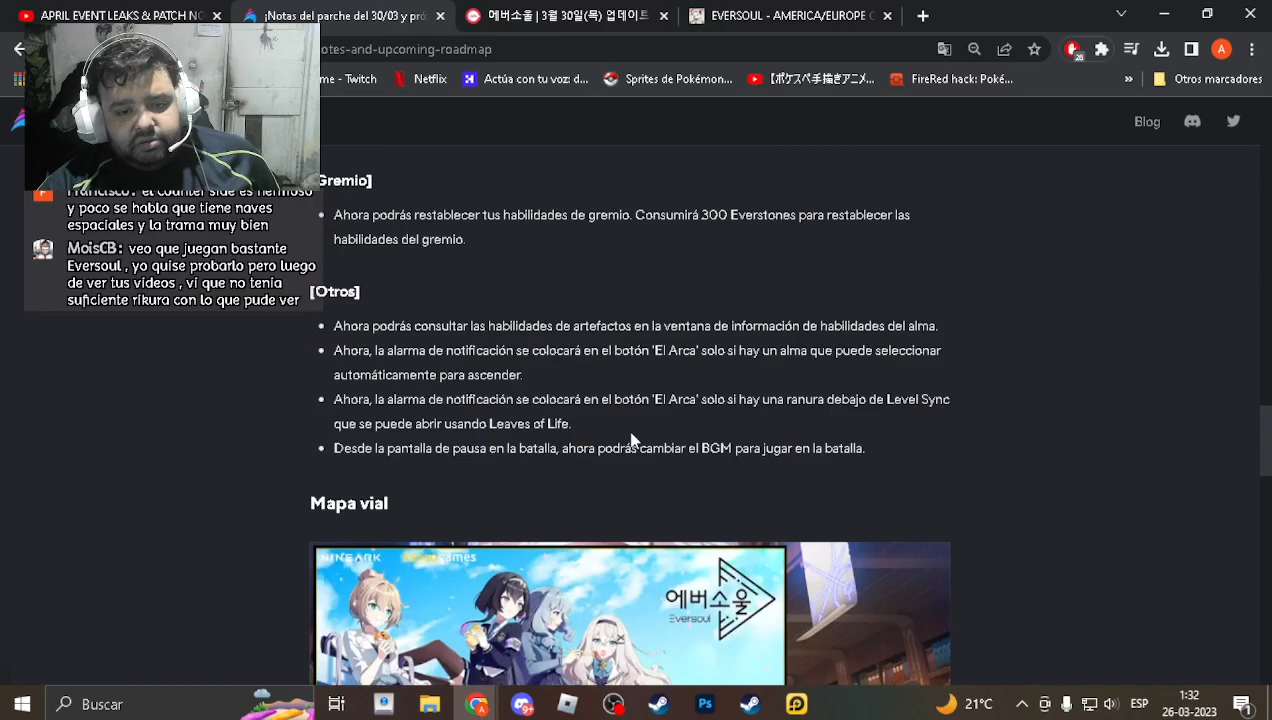 APRIL EVENT LEAKS & PATCH NO
¡Notas del parche del 30/03 y pró
에버소울 | 3월 30일(목) 업데이트
EVERSOUL - AMERICA/EUROPE O
otes-and-upcoming-roadmap
28
A
me - Twitch
Netflix
Actúa con tu voz: d...
Sprites de Pokémon...
【ポケスペ手描きアニメ...
FireRed hack: Poké...
»
Otros marcadores
Blog
Gremio]
Francisco: el counter side es hermoso
y poco se habla que tiene naves
espaciales y la trama muy bien
MoisCB: veo que juegan bastante
Eversoul , yo quise probarlo pero luego
de ver tus videos , vi que no tenia
suficiente rikura con lo que pude ver
Ahora podrás restablecer tus habilidades de gremio. Consumirá 300 Everstones para restablecer las
habilidades del gremio.
[Otros]
Ahora podrás consultar las habilidades de artefactos en la ventana de información de habilidades del alma.
Ahora, la alarma de notificación se colocará en el botón 'El Arca' solo si hay un alma que puede seleccionar
automáticamente para ascender.
Ahora, la alarma de notificación se colocará en el botón 'El Arca' solo si hay una ranura debajo de Level Sync
que se puede abrir usando Leaves of Life.
Desde la pantalla de pausa en la batalla, ahora podrás cambiar el BGM para jugar en la batalla.
Mapa vial
NINEARK
games
에버소울
Eversoul
Buscar
9+
21°C
ESP
1:32
26-03-2023
1